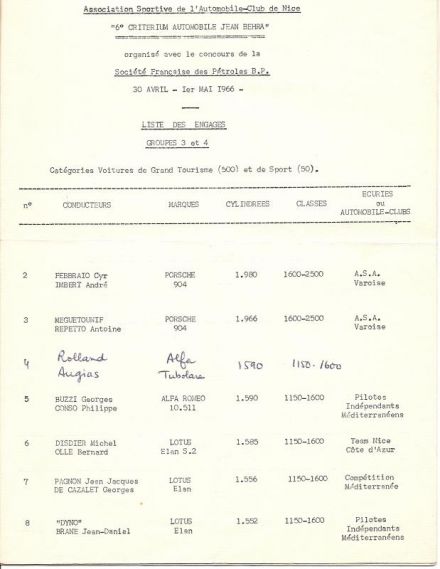 Association Sportive de l'Automobile-Club de Nice
"6° CRITERIUM AUTOMOBILE JEAN BEHRA"
organisé avec le concours de la
Société Française des Pétroles B.P.
30 AVRIL - 1er MAI 1966 -
LISTE DES ENGAGES
GROUPES 3 et 4
Catégories Voitures de Grand Tourisme (500) et de Sport (50).
n° CONDUCTEURS MARQUES CYLINDREES CLASSES ECURIES ou AUTOMOBILE-CLUBS
2 FEBBRAIO Cyr PORSCHE 1.980 1600-2500 A.S.A.
IMBERT André 904 Varoise
3 MEGUETOUNIF PORSCHE 1.966 1600-2500 A.S.A.
REPETTO Antoine 904 Varoise
4 Rolland Alfa 1590 1150-1600
Augias Tubolare
5 BUZZI Georges ALFA ROMEO 1.590 1150-1600 Pilotes
CONSO Philippe 10.511 Indépendants
Méditerranéens
6 DISDIER Michel LOTUS 1.585 1150-1600 Team Nice
OLLE Bernard Elan S.2 Côte d'Azur
7 PAGNON Jean Jacques LOTUS 1.556 1150-1600 Compétition
DE CAZALET Georges Elan Méditerranée
8 "DYNO" LOTUS 1.552 1150-1600 Pilotes
BRANE Jean-Daniel Elan Indépendants
Méditerranéens